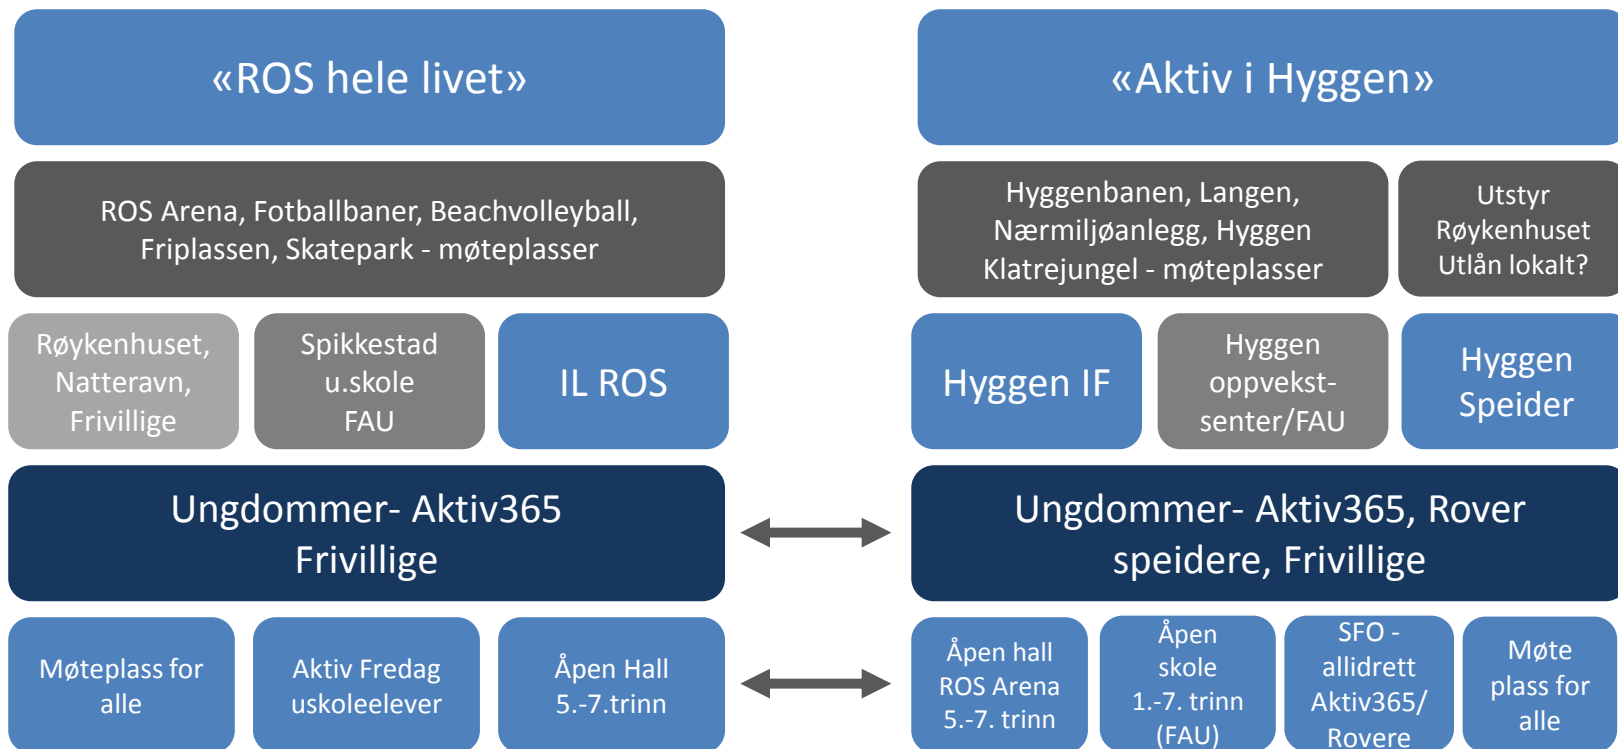 «ROS hele livet»
ROS Arena, Fotballbaner, Beachvolleyball,
Friplassen, Skatepark - møteplasser
Røykenhuset,
Natteravn,
Frivillige
Spikkestad
u.skole
FAU
IL ROS
Ungdommer- Aktiv365
Frivillige
Møteplass for
alle
Aktiv Fredag
uskoleelever
Åpen Hall
5.-7.trinn
«Aktiv i Hyggen»
Hyggenbanen, Langen,
Nærmiljøanlegg, Hyggen
Klatrejungel - møteplasser
Utstyr
Røykenhuset
Utlån lokalt?
Hyggen IF
Hyggen
oppvekst-
senter/FAU
Hyggen
Speider
Ungdommer- Aktiv365, Rover
speidere, Frivillige
Åpen hall
ROS Arena
5.-7. trinn
Åpen
skole
1.-7. trinn
(FAU)
SFO -
allidrett
Aktiv365/
Rovere
Møte
plass for
alle